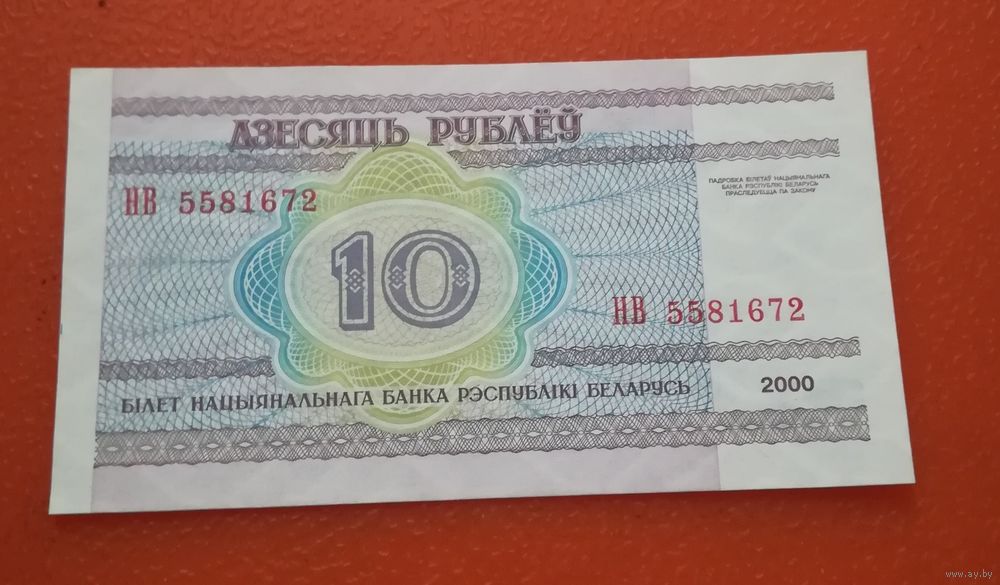 ДЗЕСЯЦЬ РУБЛЁЎ
ПАДРОБКА БІЛЕТАЎ НАЦЫЯНАЛЬНАГА
БАНКА РЭСПУБЛІКІ БЕЛАРУСЬ
ПРАСЛЕДУЕЦЦА ПА ЗАКОНУ
НВ 5581672
10
НВ 5581672
БІЛЕТ НАЦЫЯНАЛЬНАГА БАНКА РЭСПУБЛІКІ БЕЛАРУСЬ
2000
www.ay.by